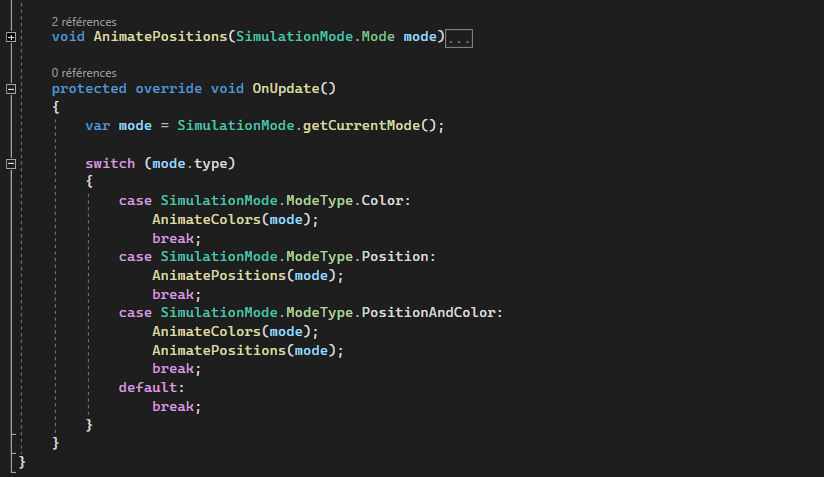 2 références
void AnimatePositions(SimulationMode.Mode mode)...
0 références
protected override void OnUpdate()
{
var mode = SimulationMode.getCurrentMode();
switch (mode.type)
{
case SimulationMode.ModeType.Color:
AnimateColors(mode);
break;
case SimulationMode.ModeType.Position:
AnimatePositions(mode);
break;
case SimulationMode.ModeType.PositionAndColor:
AnimateColors(mode);
AnimatePositions(mode);
break;
default:
break;
}
}
}